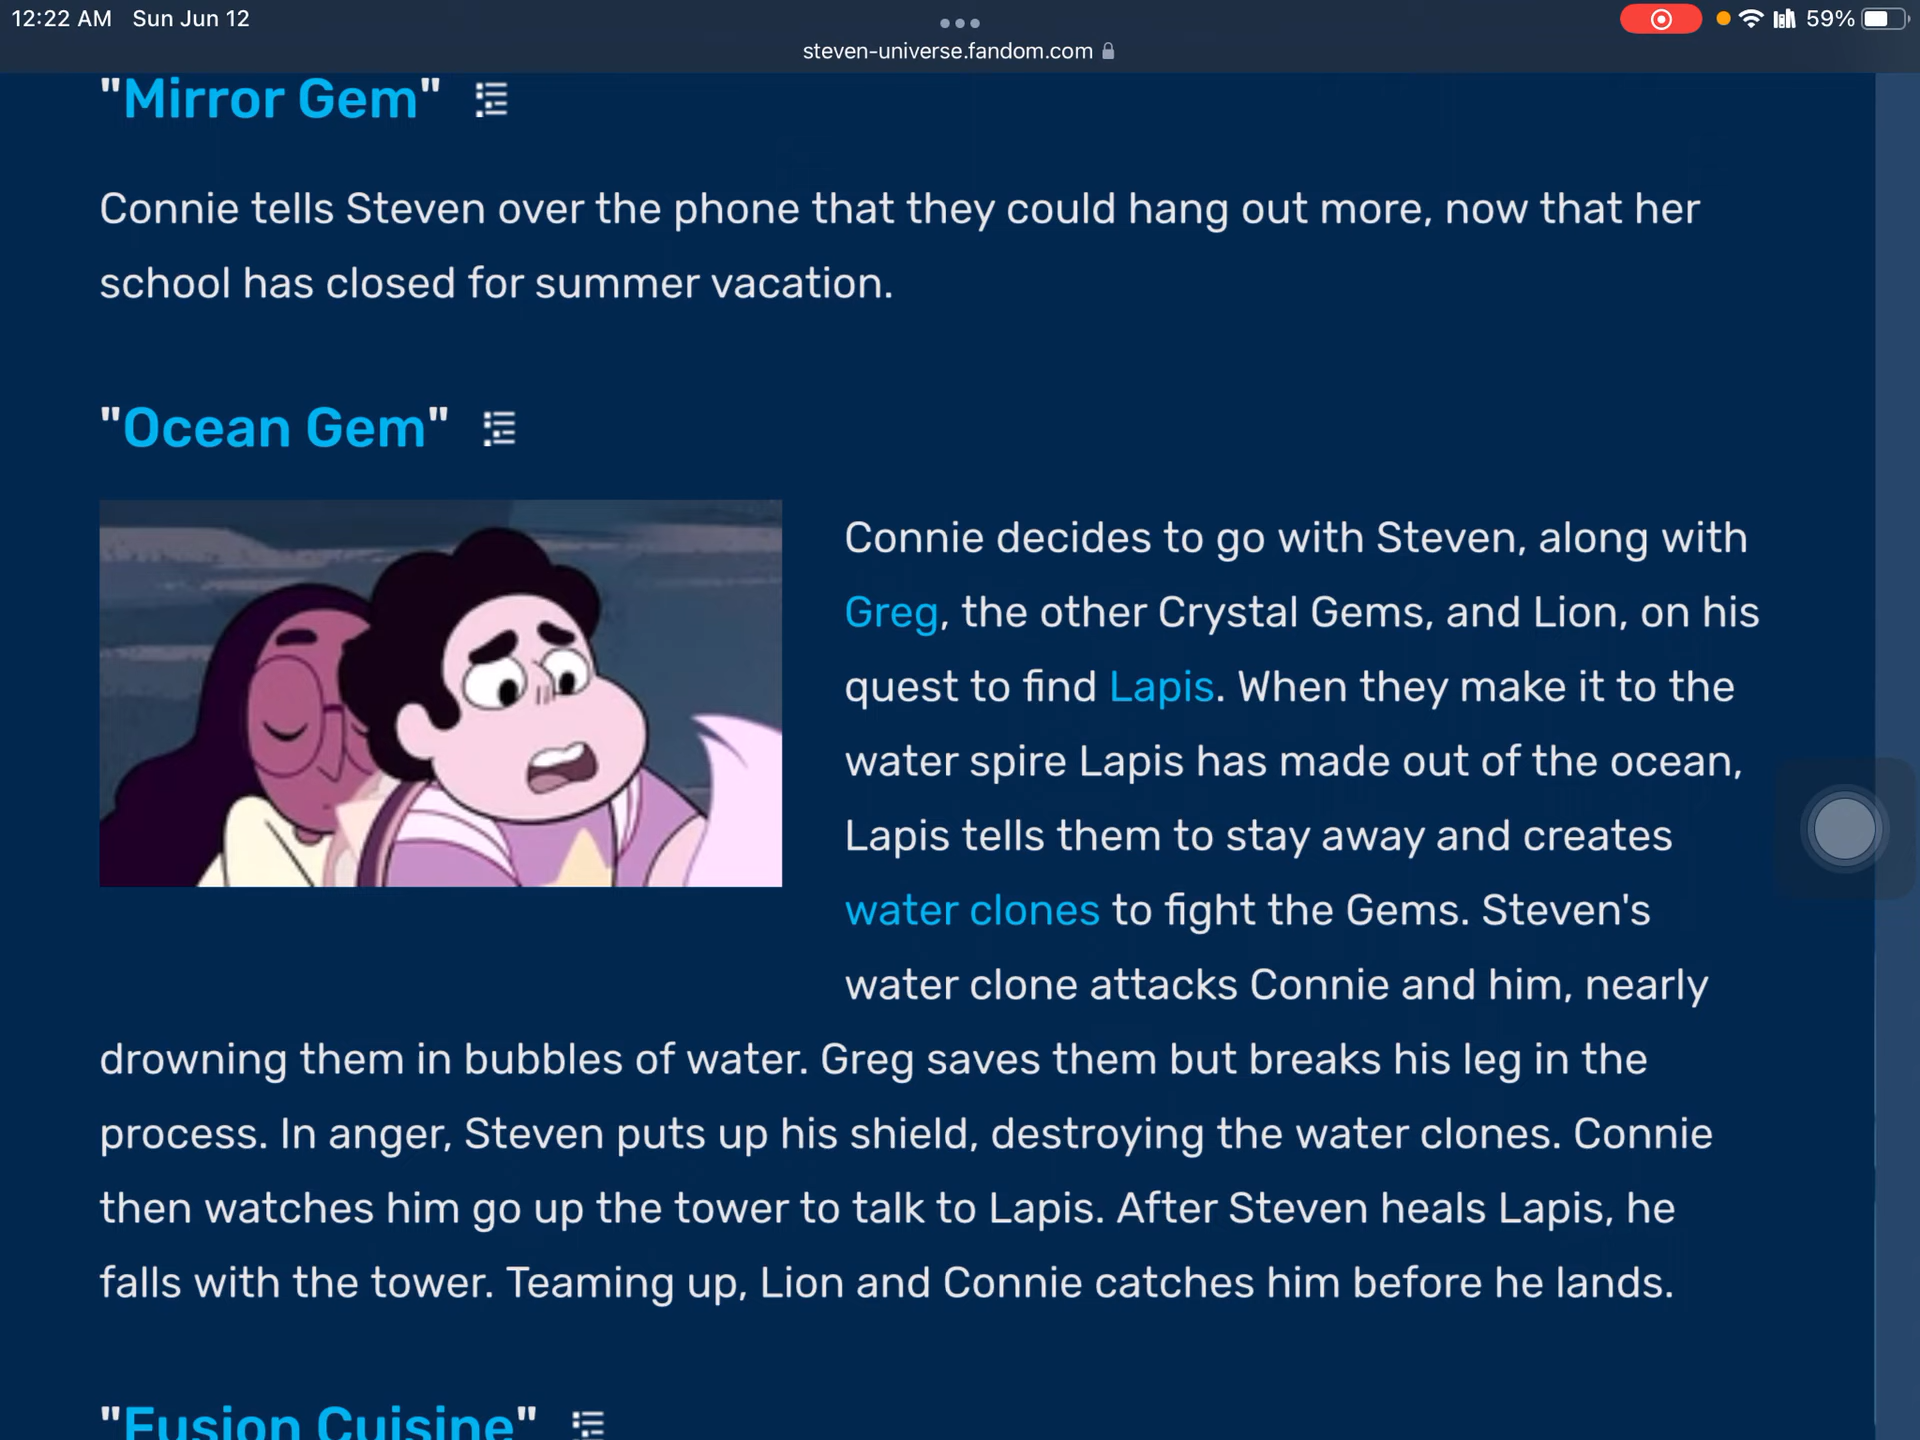 12:22 AM Sun Jun 12
59%
steven-universe.fandom.com
"Mirror Gem"
Connie tells Steven over the phone that they could hang out more, now that her
school has closed for summer vacation.
"Ocean Gem"
Connie decides to go with Steven, along with
Greg, the other Crystal Gems, and Lion, on his
quest to find Lapis. When they make it to the
water spire Lapis has made out of the ocean,
Lapis tells them to stay away and creates
water clones to fight the Gems. Steven's
water clone attacks Connie and him, nearly
drowning them in bubbles of water. Greg saves them but breaks his leg in the
process. In anger, Steven puts up his shield, destroying the water clones. Connie
then watches him go up the tower to talk to Lapis. After Steven heals Lapis, he
falls with the tower. Teaming up, Lion and Connie catches him before he lands.
"Fusion Cuisine"